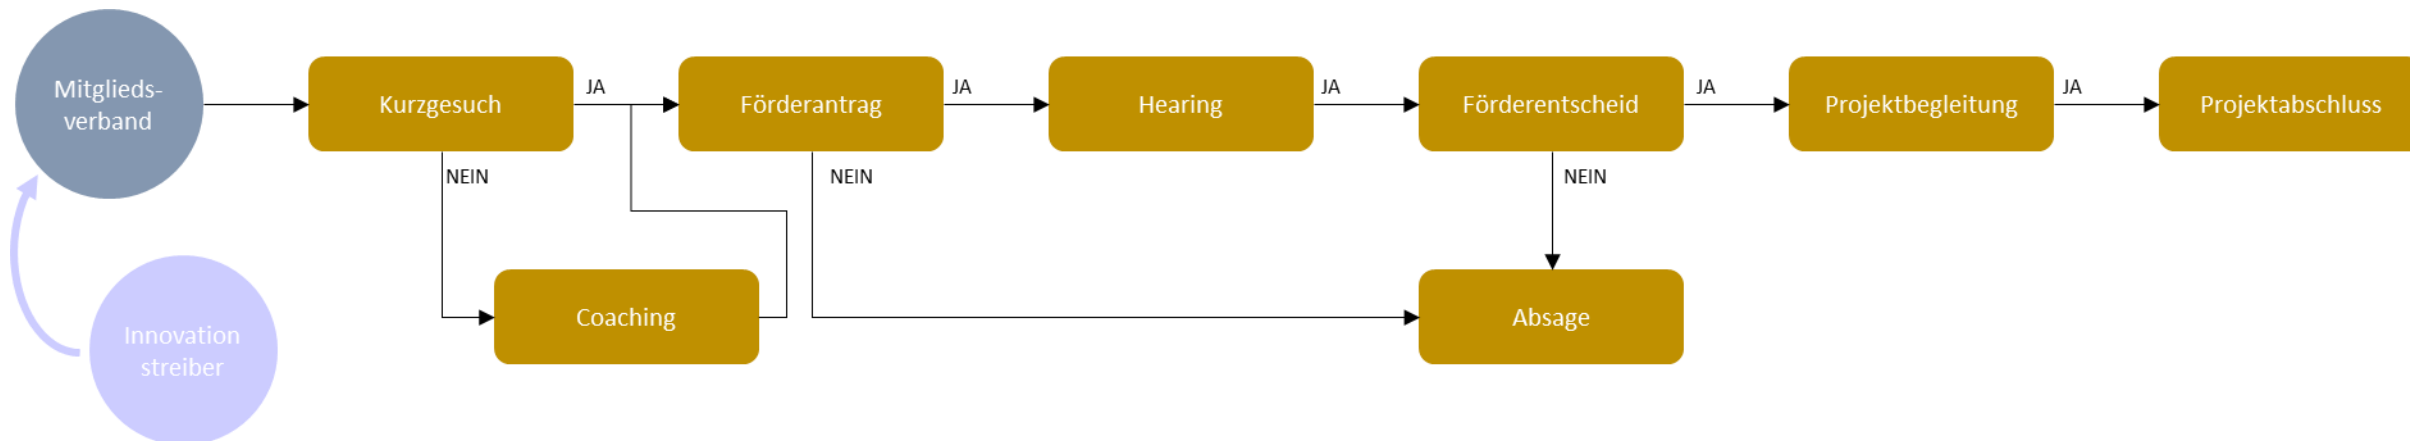 Mitglieds-
verband
Kurzgesuch
JA
Förderantrag
JA
Hearing
JA
Förderentscheid
JA
Projektbegleitung
JA
Projektabschluss
NEIN
NEIN
NEIN
Coaching
Absage
Innovation
streiber